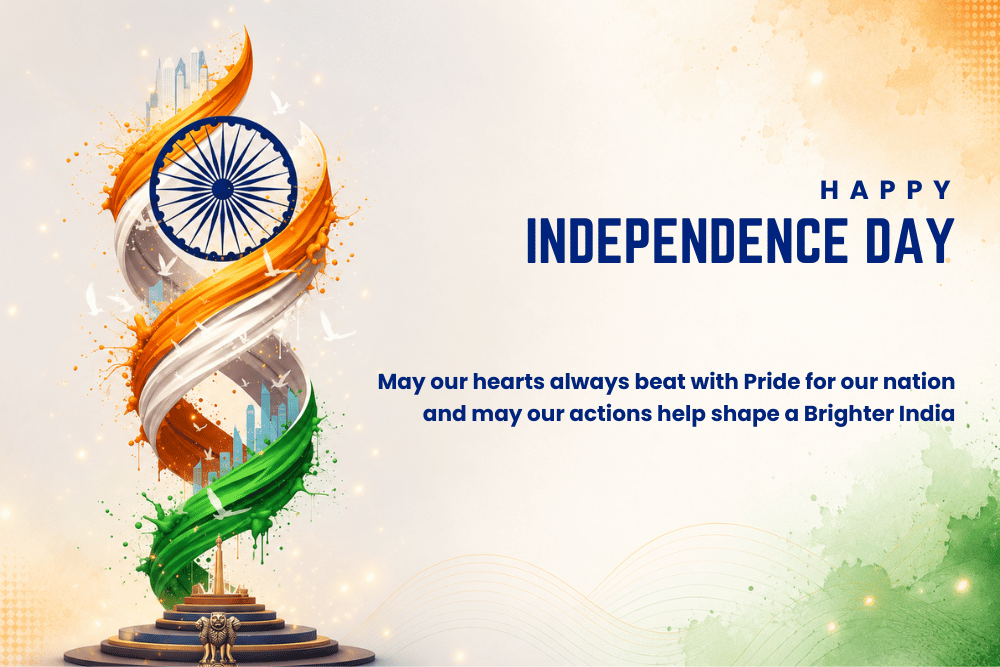 HAPPY
INDEPENDENCE DAY
May our hearts always beat with Pride for our nation
and may our actions help shape a Brighter India